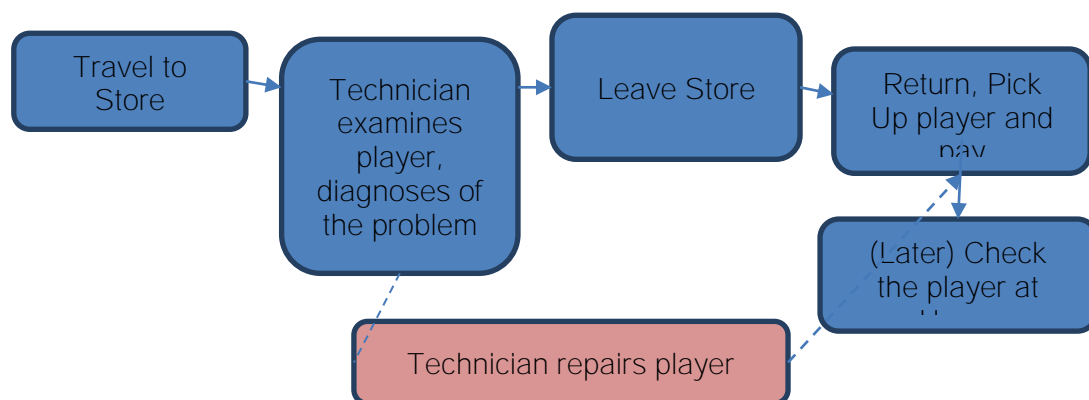 Travel to
Store
Technician
examines
player,
diagnoses of
the problem
Leave Store
Return, Pick
Up player and
pay
(Later) Check
the player at
Technician repairs player